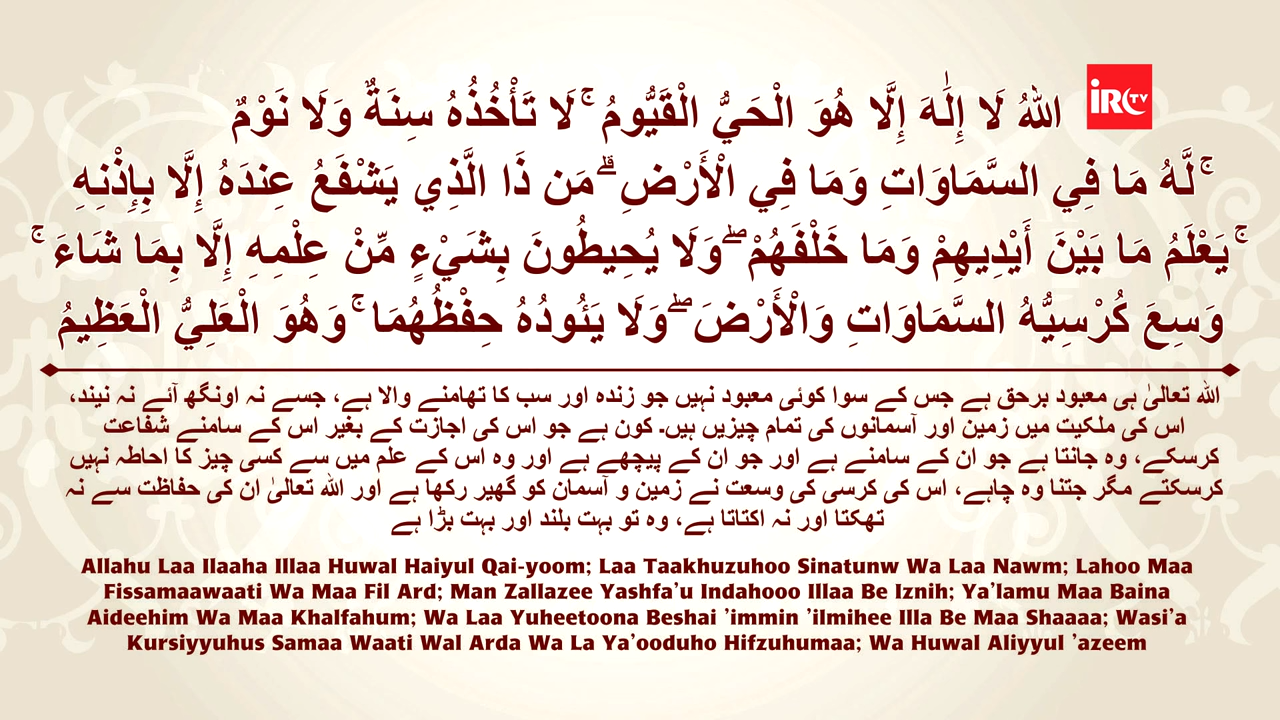 iRC TV
اللهُ لَا إِلَٰهَ إِلَّا هُوَ الْحَيُّ الْقَيُّومُ ۚ لَا تَأْخُذُهُ سِنَةٌ وَلَا نَوْمٌ
ۚ لَّهُ مَا فِي السَّمَاوَاتِ وَمَا فِي الْأَرْضِ ۗ مَن ذَا الَّذِي يَشْفَعُ عِندَهُ إِلَّا بِإِذْنِهِ
ۚ يَعْلَمُ مَا بَيْنَ أَيْدِيهِمْ وَمَا خَلْفَهُمْ ۖ وَلَا يُحِيطُونَ بِشَيْءٍ مِّنْ عِلْمِهِ إِلَّا بِمَا شَاءَ ۚ
وَسِعَ كُرْسِيُّهُ السَّمَاوَاتِ وَالْأَرْضَ ۖ وَلَا يَئُودُهُ حِفْظُهُمَا ۚ وَهُوَ الْعَلِيُّ الْعَظِيمُ
اللہ تعالیٰ ہی معبود برحق ہے جس کے سوا کوئی معبود نہیں جو زندہ اور سب کا تھامنے والا ہے، جسے نہ اونگھ آئے نہ نیند،
اس کی ملکیت میں زمین اور آسمانوں کی تمام چیزیں ہیں۔ کون ہے جو اس کی اجازت کے بغیر اس کے سامنے شفاعت
کرسکے، وہ جانتا ہے جو ان کے سامنے ہے اور جو ان کے پیچھے ہے اور وہ اس کے علم میں سے کسی چیز کا احاطہ نہیں
کرسکتے مگر جتنا وہ چاہے، اس کی کرسی کی وسعت نے زمین و آسمان کو گھیر رکھا ہے اور اللہ تعالیٰ ان کی حفاظت سے نہ
تھکتا اور نہ اکتاتا ہے، وہ تو بہت بلند اور بہت بڑا ہے
Allahu Laa Ilaaha Illaa Huwal Haiyul Qai-yoom; Laa Taakhuzuhoo Sinatunw Wa Laa Nawm; Lahoo Maa
Fissamaawaati Wa Maa Fil Ard; Man Zallazee Yashfa’u Indahooo Illaa Be Iznih; Ya’lamu Maa Baina
Aideehim Wa Maa Khalfahum; Wa Laa Yuheetoona Beshai ’immin ’ilmihee Illa Be Maa Shaaaa; Wasi’a
Kursiyyuhus Samaa Waati Wal Arda Wa La Ya’ooduho Hifzuhumaa; Wa Huwal Aliyyul ’azeem